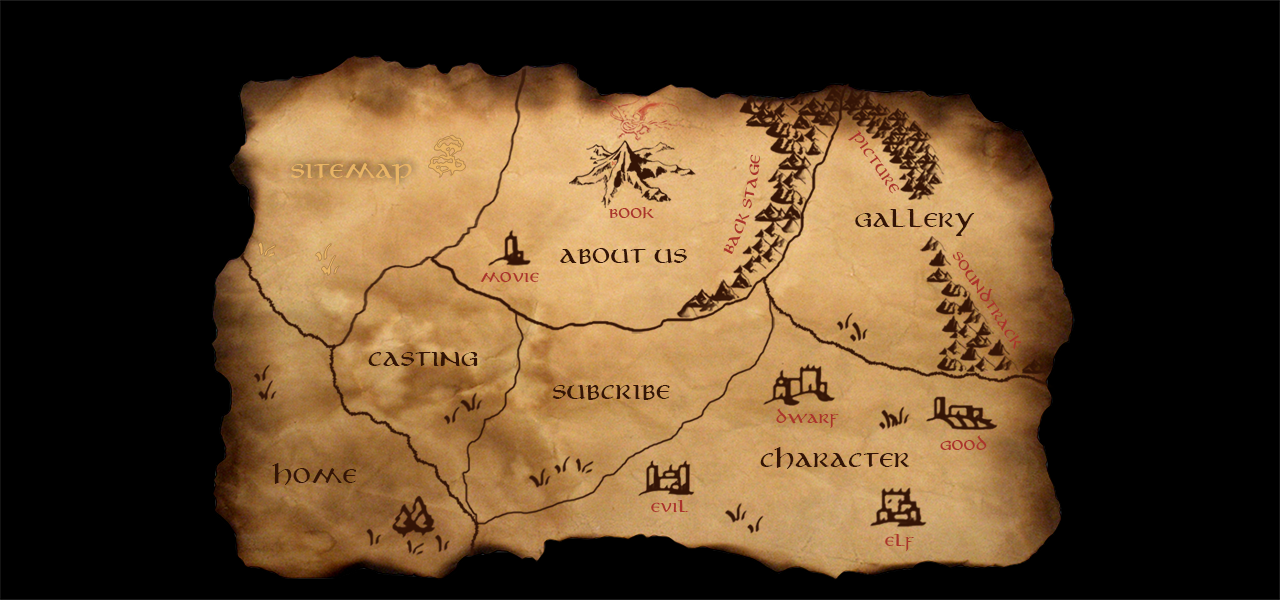 SITEMAP
BOOK
MOVIE
ABOUT US
BACK STAGE
PICTURE
GALLERY
SOUNDTRACK
CASTING
SUBCRIBE
DWARF
GOOD
CHARACTER
HOME
EVIL
ELF